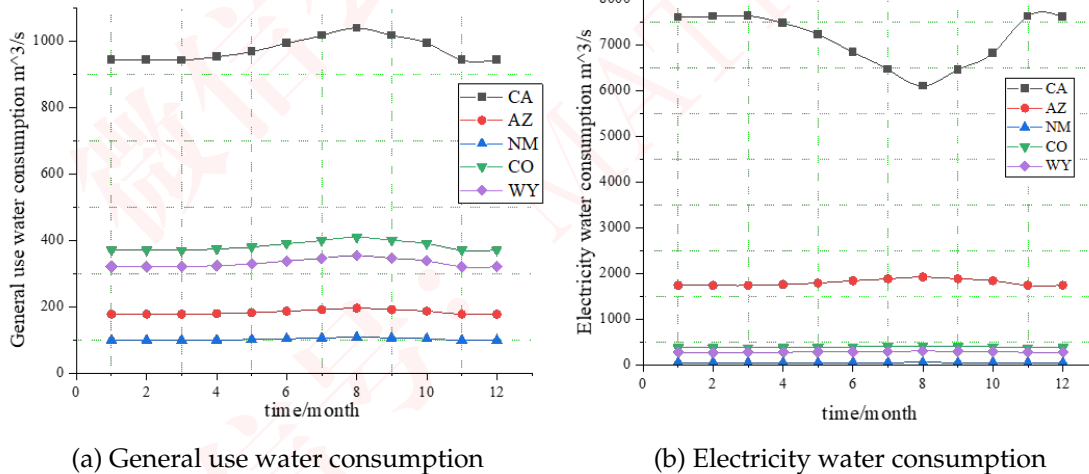 General use water consumption m^3/s
1000
800
600
400
200
0
0 2 4 6 8 10 12
time/month
CA
AZ
NM
CO
WY
(a) General use water consumption
Electricity water consumption m^3/s
8000
7000
6000
5000
4000
3000
2000
1000
0
0 2 4 6 8 10 12
time/month
CA
AZ
NM
CO
WY
(b) Electricity water consumption